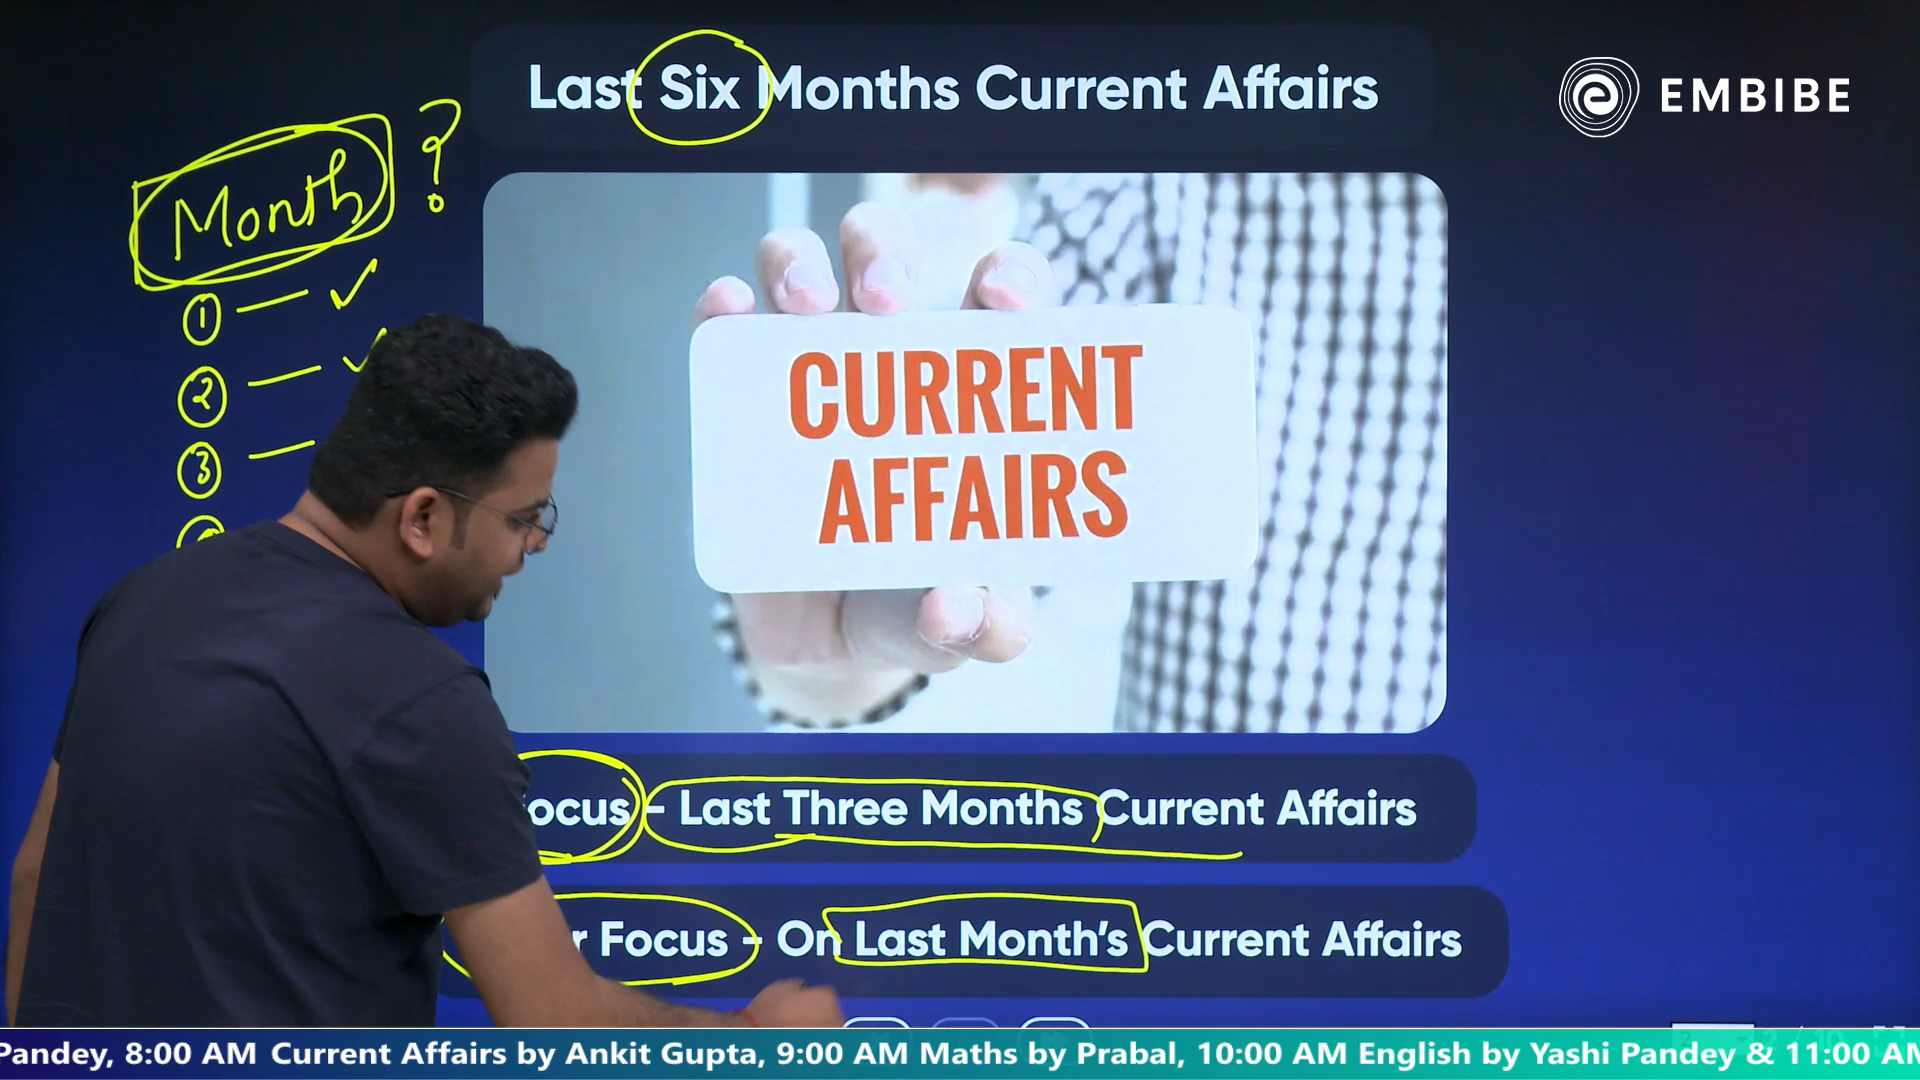 Last Six Months Current Affairs
EMBIBE
Month ?
1
2
3
CURRENT
AFFAIRS
ocus - Last Three Months Current Affairs
r Focus - On Last Month's Current Affairs
Pandey, 8:00 AM Current Affairs by Ankit Gupta, 9:00 AM Maths by Prabal, 10:00 AM English by Yashi Pandey & 11:00 AM